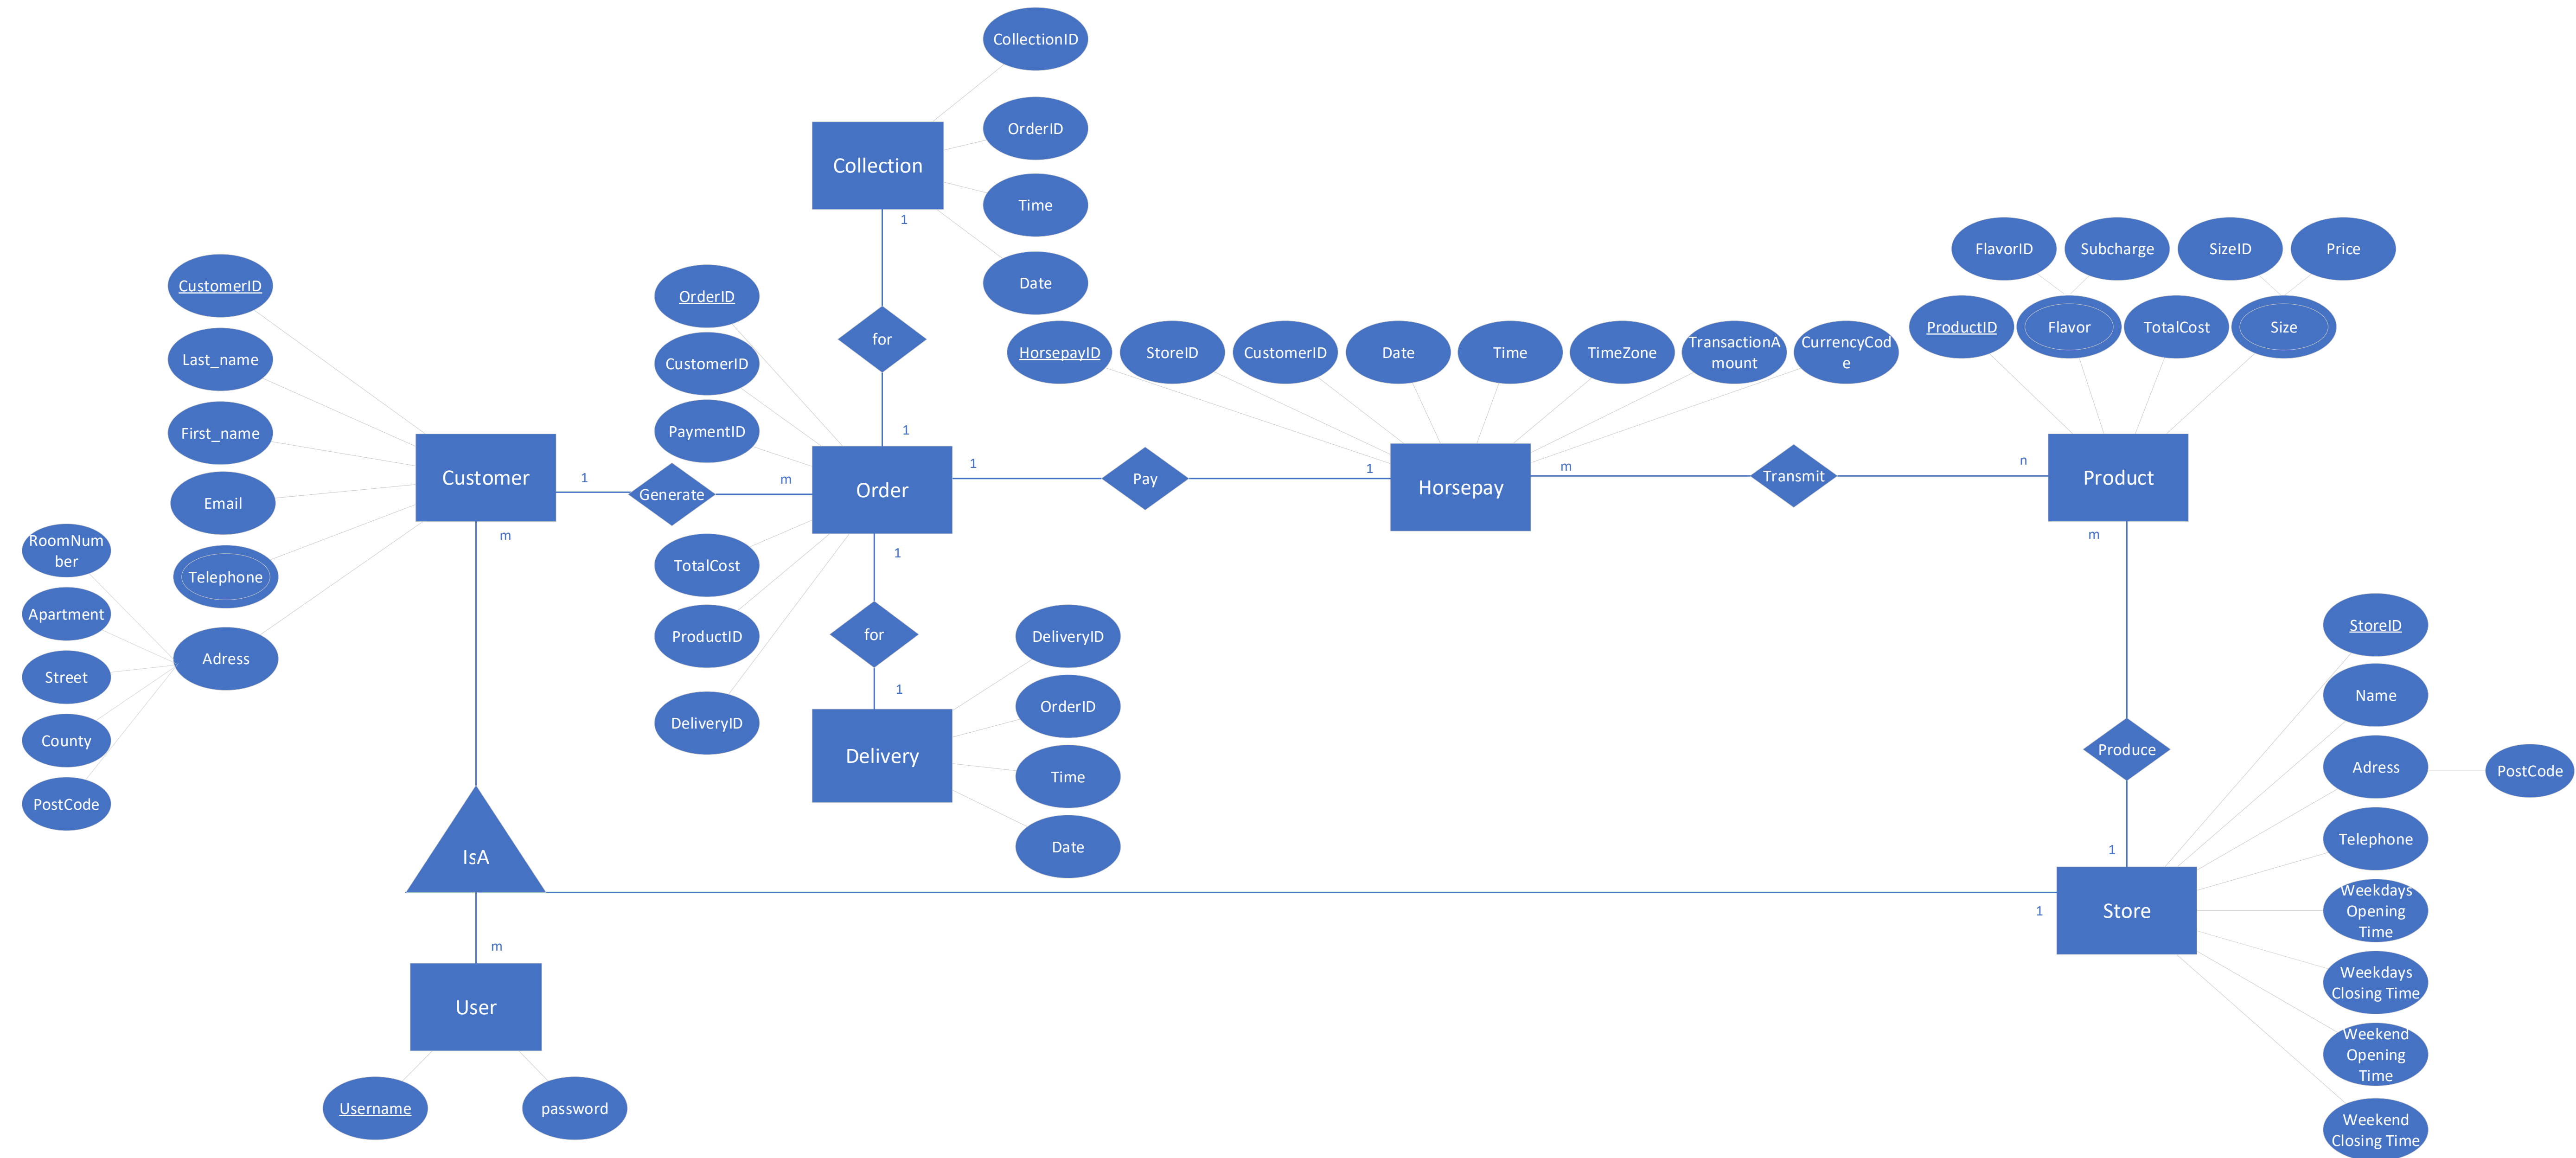 CollectionID
OrderID
Collection
Time
Date
1
for
1
CustomerID
Last_name
First_name
Email
Telephone
Adress
RoomNum
ber
Apartment
Street
County
PostCode
Customer
1
Generate
m
m
OrderID
CustomerID
PaymentID
Order
TotalCost
ProductID
DeliveryID
1
for
1
Delivery
DeliveryID
OrderID
Time
Date
1
Pay
1
HorsepayID
StoreID
CustomerID
Date
Time
TimeZone
TransactionA
mount
CurrencyCod
e
Horsepay
m
Transmit
n
FlavorID
Subcharge
SizeID
Price
ProductID
Flavor
TotalCost
Size
Product
m
Produce
1
Store
1
StoreID
Name
Adress
PostCode
Telephone
Weekdays
Opening
Time
Weekdays
Closing Time
Weekend
Opening
Time
Weekend
Closing Time
IsA
m
User
Username
password